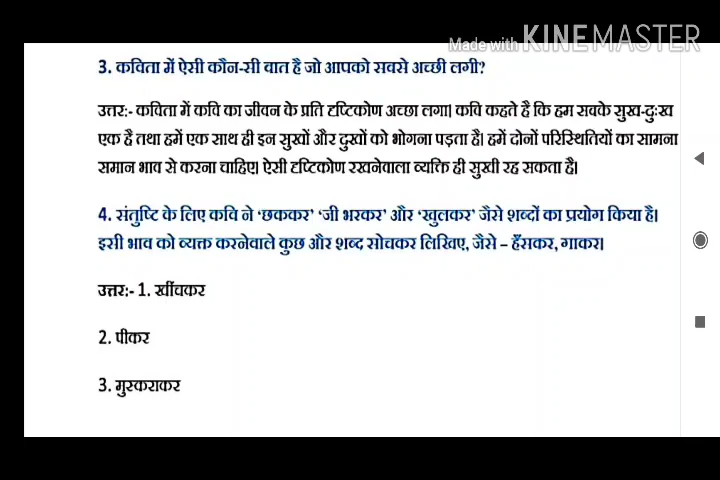 Made with KINEMASTER
3. कविता में ऐसी कौन-सी बात है जो आपको सबसे अच्छी लगी?
उत्तर:- कविता में कवि का जीवन के प्रति दृष्टिकोण अच्छा लगा। कवि कहते है कि हम सबके सुख-दुःख
एक है तथा हमें एक साथ ही इन सुखों और दुखों को भोगना पड़ता है। हमें दोनों परिस्थितियों का सामना
समान भाव से करना चाहिए। ऐसी दृष्टिकोण रखनेवाला व्यक्ति ही सुखी रह सकता है।
4. संतुष्टि के लिए कवि ने ‘छककर’ ‘जी भरकर’ और ‘खुलकर’ जैसे शब्दों का प्रयोग किया है।
इसी भाव को व्यक्त करनेवाले कुछ और शब्द सोचकर लिखिए, जैसे – हँसकर, गाकर।
उत्तर:- 1. खींचकर
2. पीकर
3. मुस्कराकर